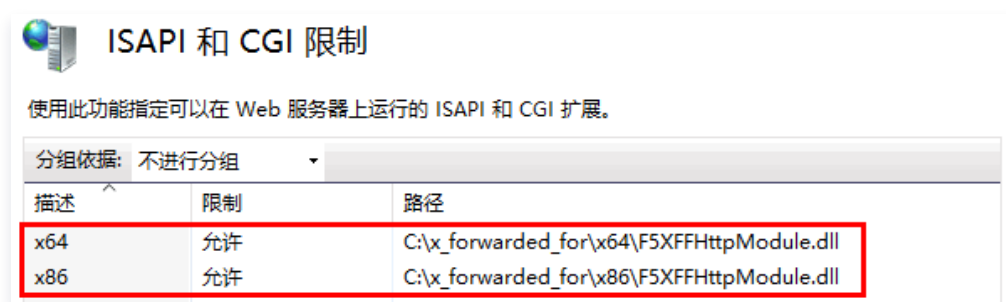 ISAPI 和 CGI 限制
使用此功能指定可以在 Web 服务器上运行的 ISAPI 和 CGI 扩展。
分组依据: 不进行分组
描述 限制 路径
x64 允许 C:\x_forwarded_for\x64\F5XFFHttpModule.dll
x86 允许 C:\x_forwarded_for\x86\F5XFFHttpModule.dll